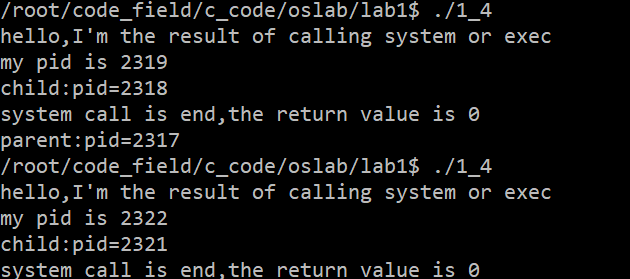 /root/code_field/c_code/oslab/lab1$ ./1_4
hello,I'm the result of calling system or exec
my pid is 2319
child:pid=2318
system call is end,the return value is 0
parent:pid=2317
/root/code_field/c_code/oslab/lab1$ ./1_4
hello,I'm the result of calling system or exec
my pid is 2322
child:pid=2321
system call is end,the return value is 0